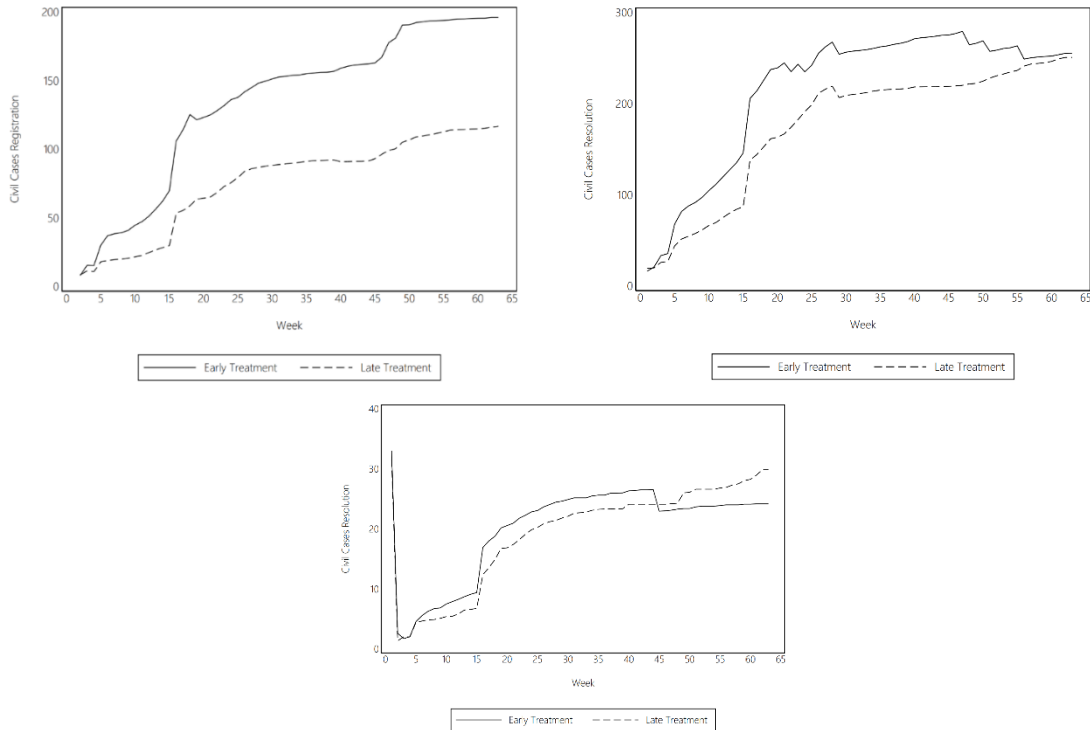 200
150
100
50
0
Civil Cases Registration
0 5 10 15 20 25 30 35 40 45 50 55 60 65
Week
Early Treatment Late Treatment
300
200
100
0
Civil Cases Resolution
0 5 10 15 20 25 30 35 40 45 50 55 60 65
Week
Early Treatment Late Treatment
40
30
20
10
0
Civil Cases Resolution
0 5 10 15 20 25 30 35 40 45 50 55 60 65
Week
Early Treatment Late Treatment